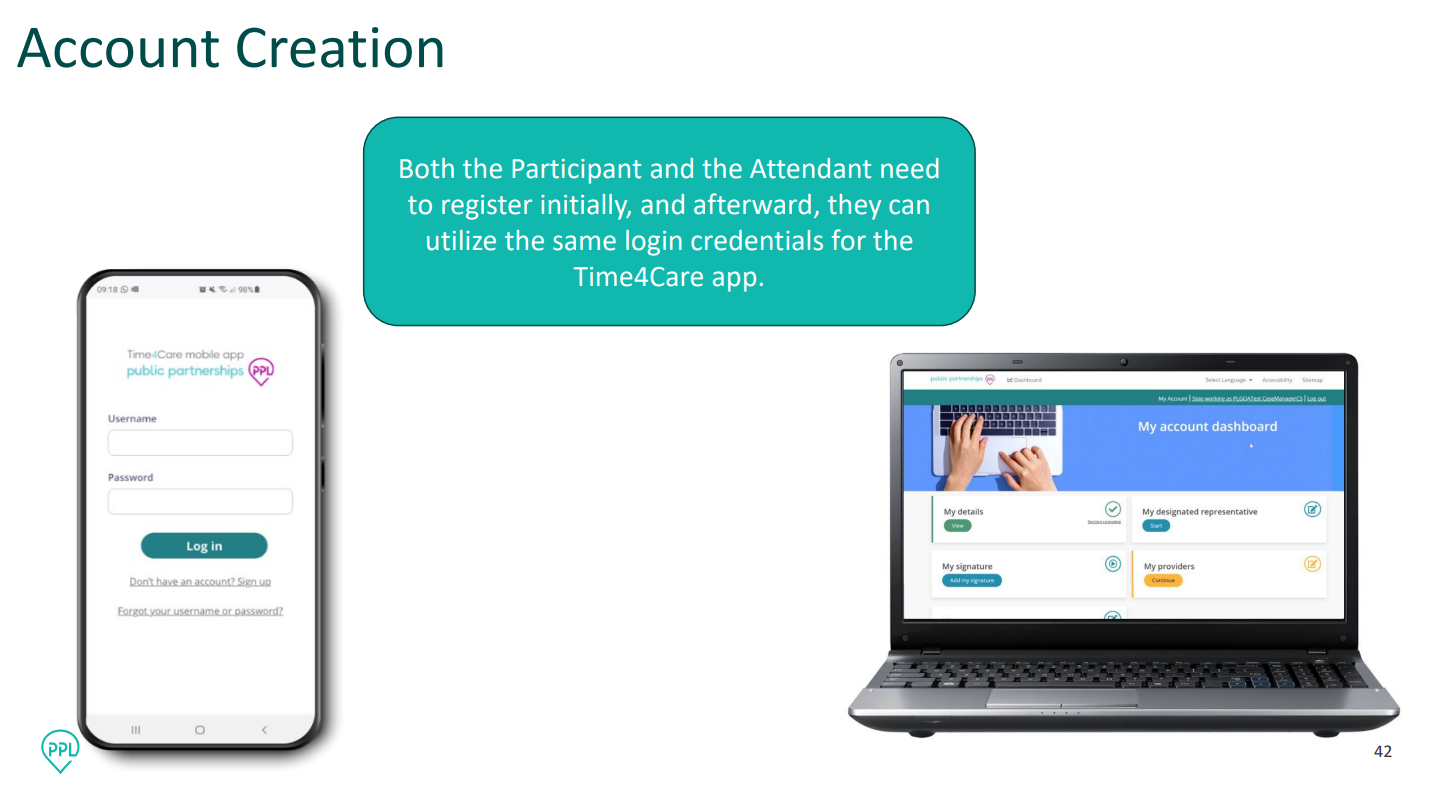 Account Creation
Both the Participant and the Attendant need
to register initially, and afterward, they can
utilize the same login credentials for the
Time4Care app.
09:18
98%
Time4Care mobile app
public partnerships PPL
Username
Password
Log in
Don't have an account? Sign up
Forgot your username or password?
public partnerships PPL Dashboard Select Language Accessibility Sitemap
My Account | Stop working as PLGOATest CaseManagerCS | Log out
My account dashboard
My details
View
Section complete
My designated representative
Start
My signature
Add my signature
My providers
Continue
PPL
42